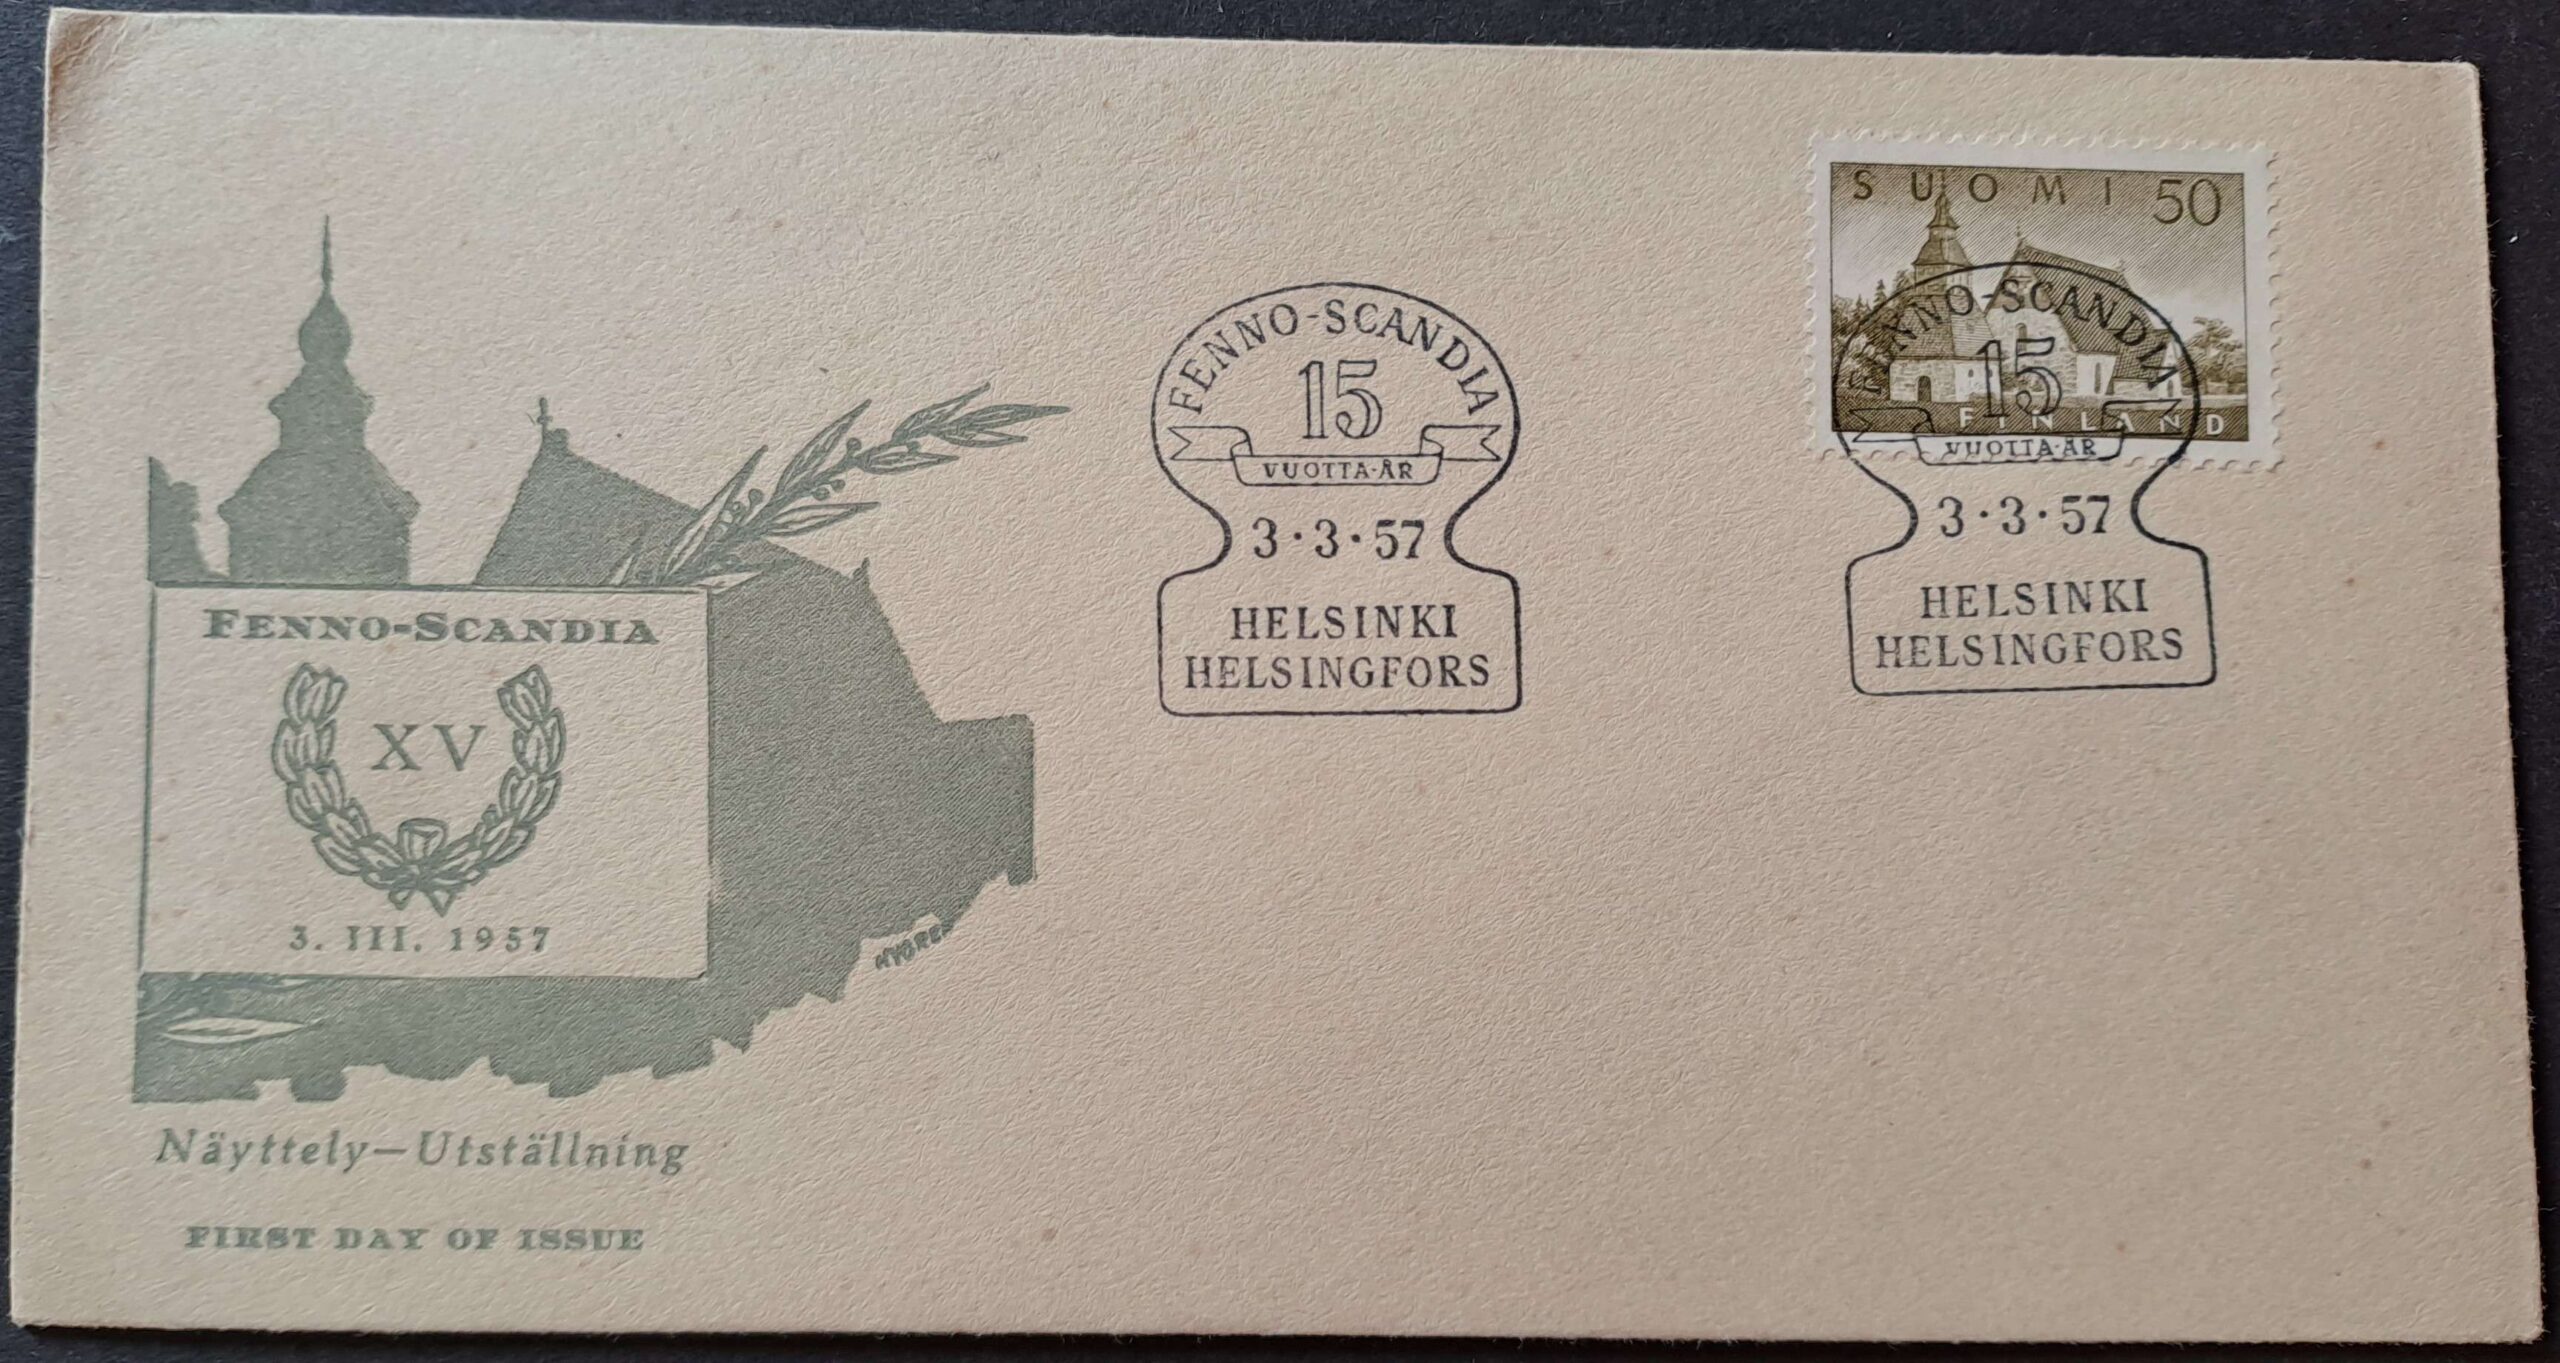 FENNO-SCANDIA
XV
3. III. 1957
Näyttely–Utställning
FIRST DAY OF ISSUE
FENNO-SCANDIA
15
VUOTTA-ÅR
3·3·57
HELSINKI
HELSINGFORS
SUOMI 50
FINLAND
FENNO-SCANDIA
15
VUOTTA-ÅR
3·3·57
HELSINKI
HELSINGFORS